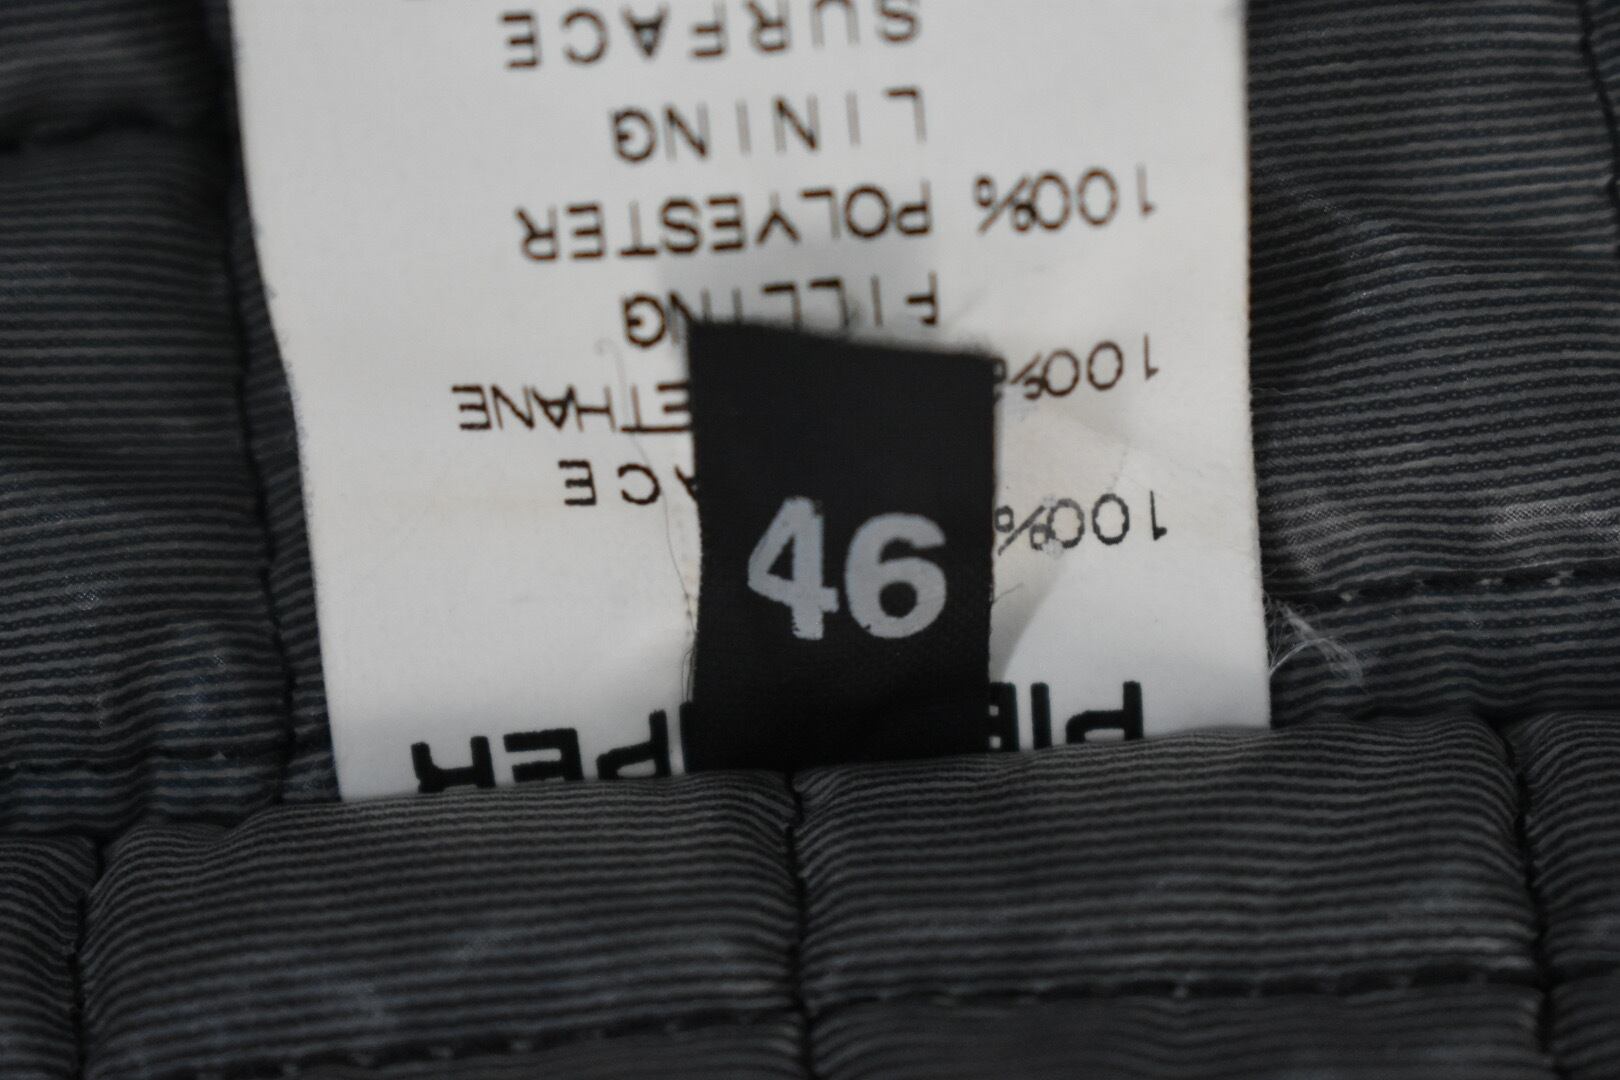 46
100%
100%
FILLING
100% POLYESTER
LINING
SURFACE